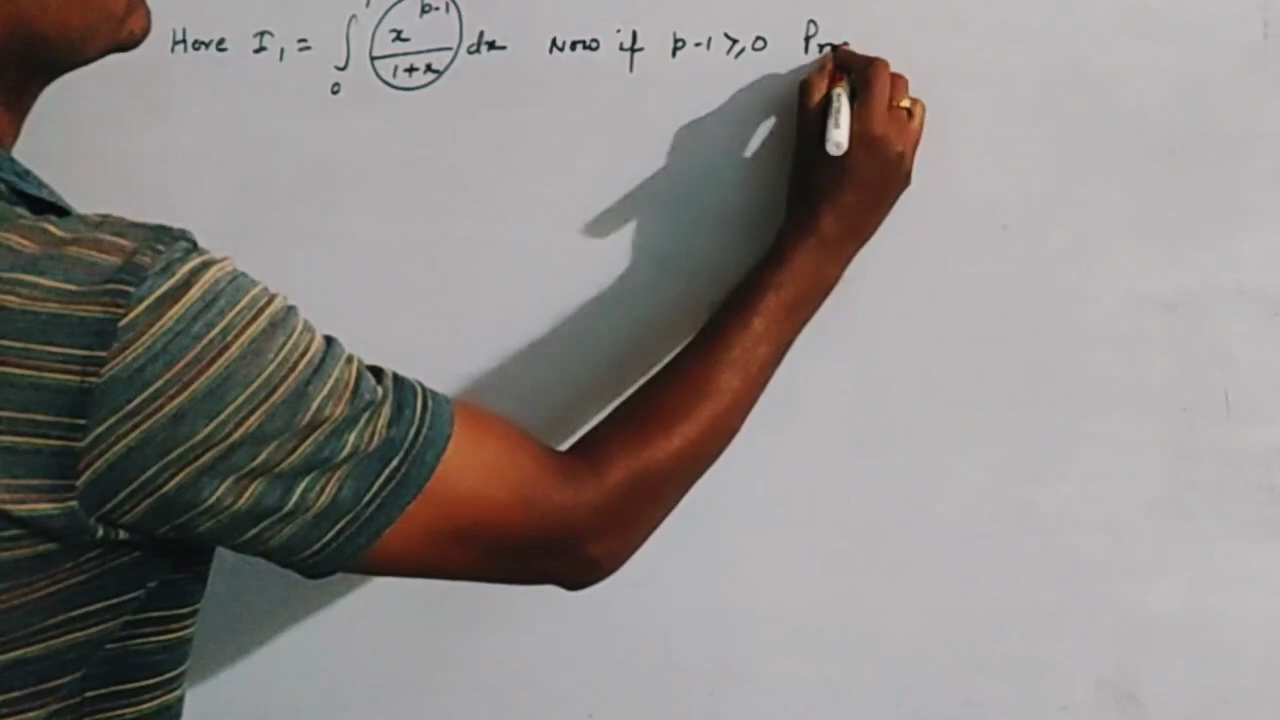 Here I₁ = ∫₀¹ x^(p-1)/(1+x) dx Now if p-1 ≥ 0